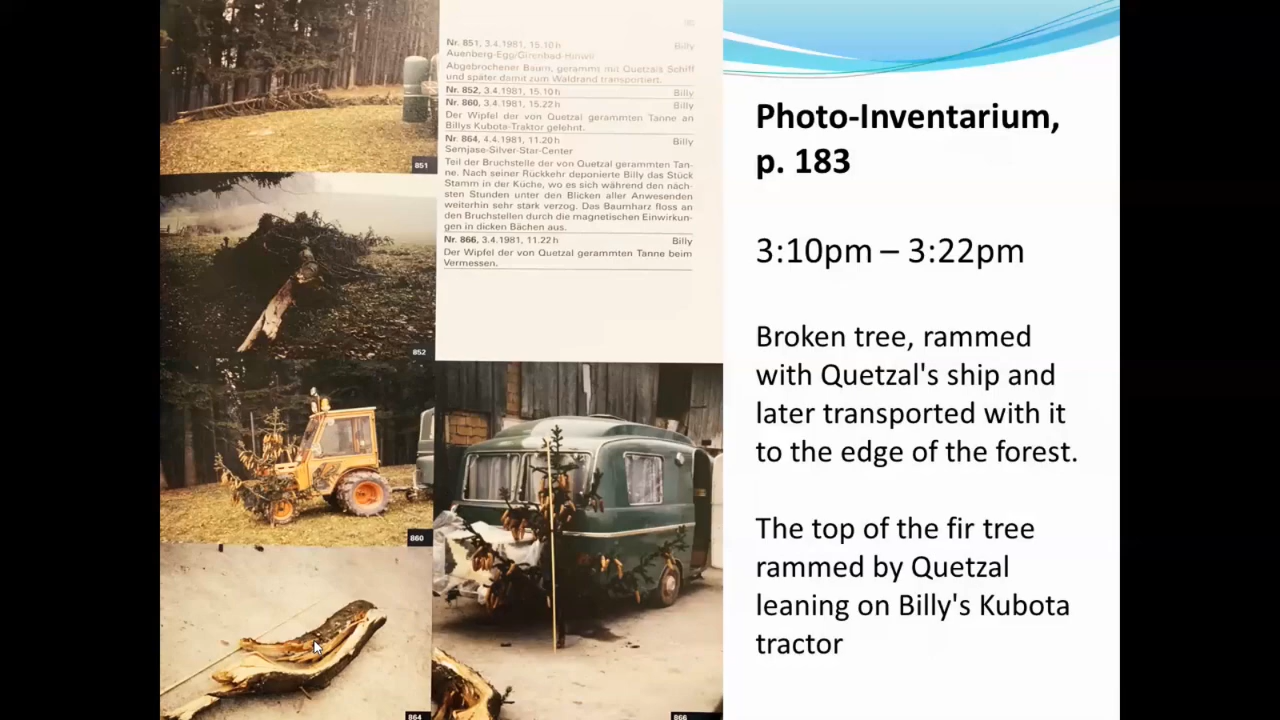 Nr. 851, 3.4.1981, 15.10 h Billy
Auenberg-Egg/Girenbad-Hinwil
Abgebrochener Baum, gerammt mit Quetzals Schiff
und später damit zum Waldrand transportiert.
Nr. 852, 3.4.1981, 15.10 h Billy
Nr. 860, 3.4.1981, 15.22 h Billy
Der Wipfel der von Quetzal gerammten Tanne an
Billys Kubota-Traktor gelehnt.
Nr. 864, 4.4.1981, 11.20 h Billy
Semjase-Silver-Star-Center
Teil der Bruchstelle der von Quetzal gerammten Tan-
ne. Nach seiner Rückkehr deponierte Billy das Stück
Stamm in der Küche, wo es sich während den näch-
sten Stunden unter den Blicken aller Anwesenden
weiterhin sehr stark verzog. Das Baumharz floss an
den Bruchstellen durch die magnetischen Einwirkun-
gen in dicken Bächen aus.
Nr. 866, 3.4.1981, 11.22 h Billy
Der Wipfel der von Quetzal gerammten Tanne beim
Vermessen.
851
852
860
864
866
Photo-Inventarium,
p. 183
3:10pm – 3:22pm
Broken tree, rammed
with Quetzal's ship and
later transported with it
to the edge of the forest.
The top of the fir tree
rammed by Quetzal
leaning on Billy's Kubota
tractor